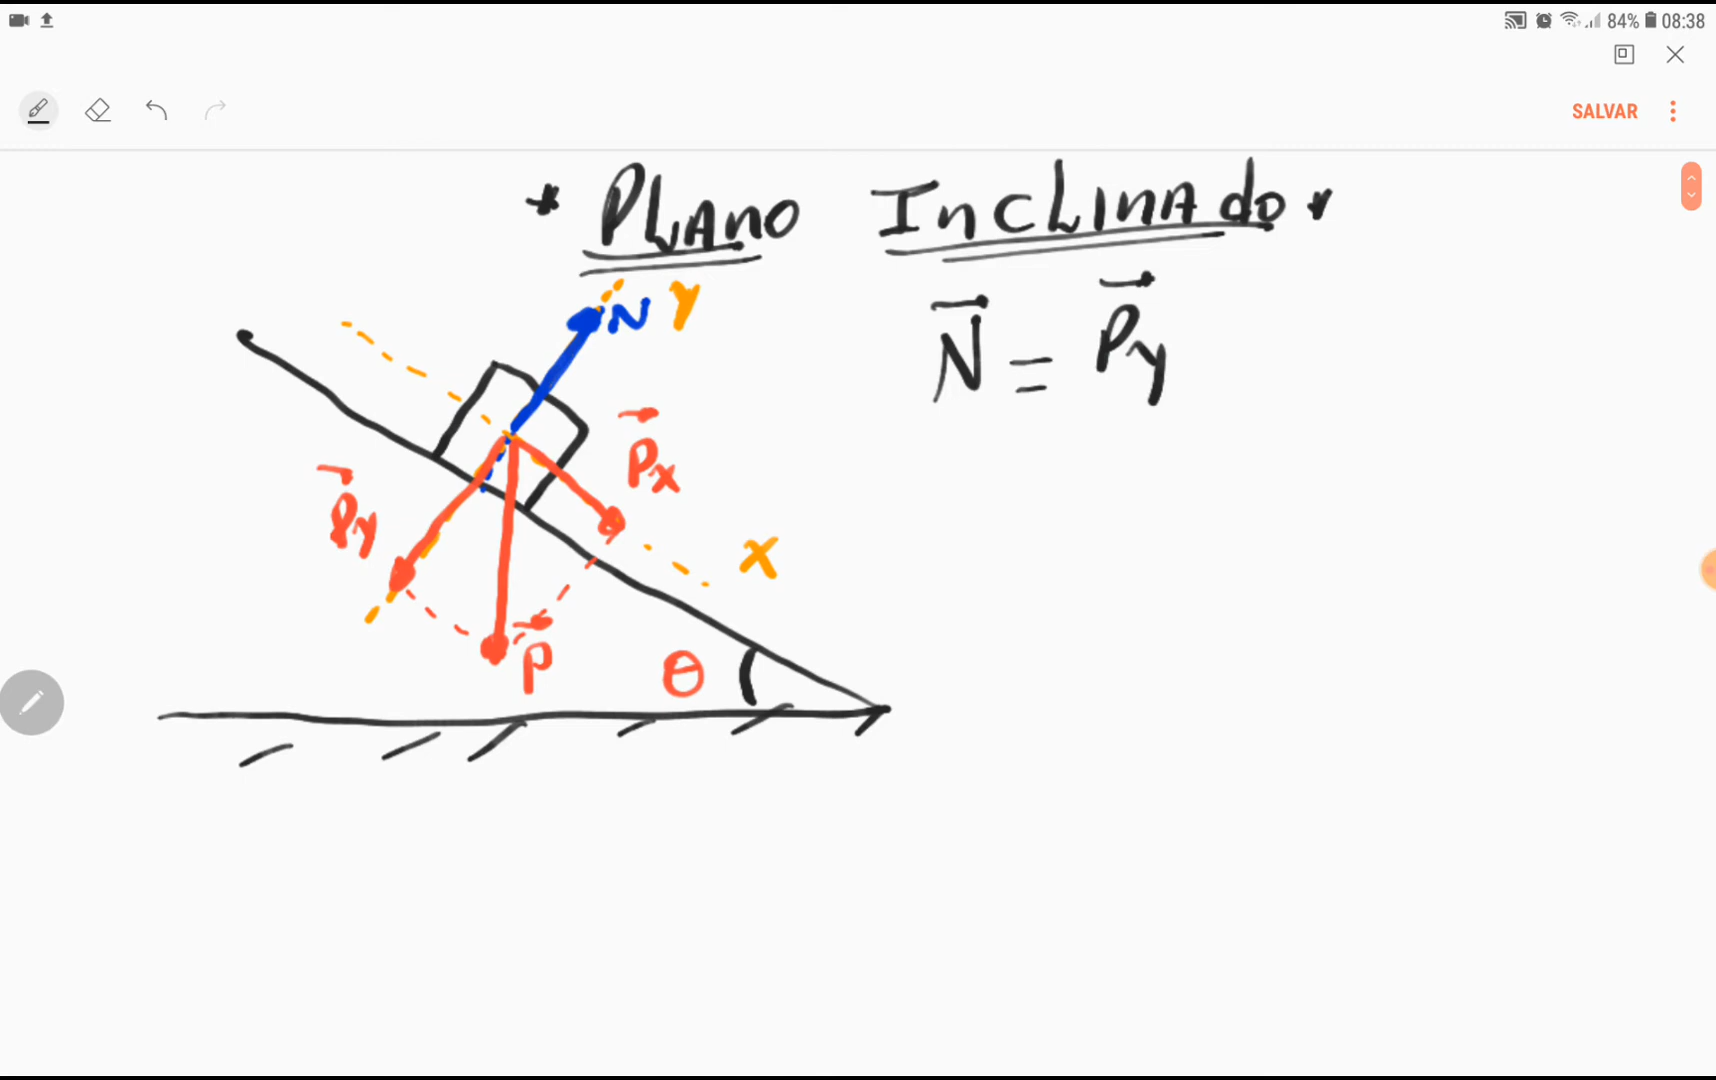 84% 08:38
SALVAR
* PLANO INCLINADO *
N Y
N = Py
Px
Py
X
P
θ